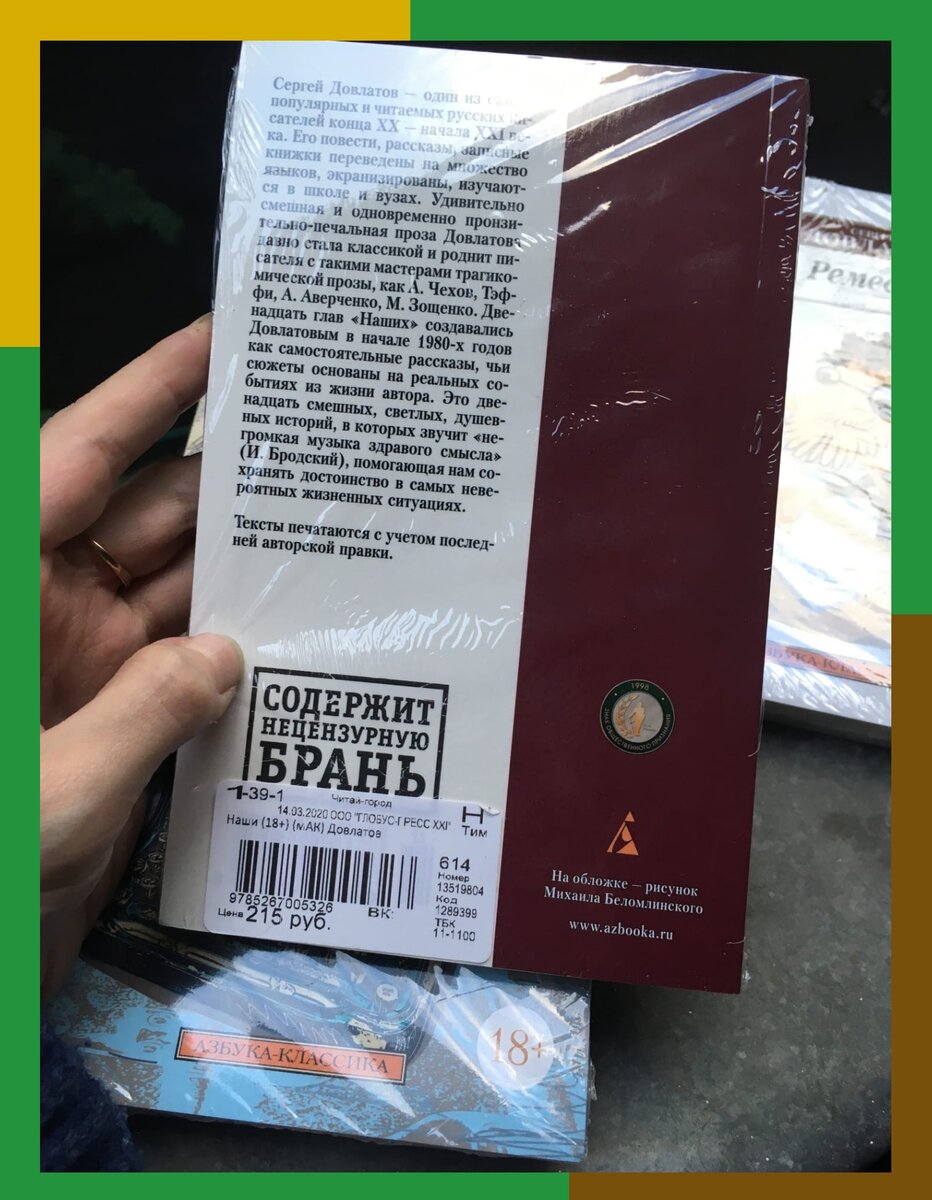 Сергей Довлатов – один из
популярных и читаемых русских пи-
сателей конца XX – начала XXI ве-
ка. Его повести, рассказы, записные
книжки переведены на множество
языков, экранизированы, изучают-
ся в школе и вузах. Удивительно
смешная и одновременно пронзи-
тельно-печальная проза Довлатова
давно стала классикой и роднит пи-
сателя с такими мастерами трагико-
мической прозы, как А. Чехов, Тэф-
фи, А. Аверченко, М. Зощенко. Две-
надцать глав «Наших» создавались
Довлатовым в начале 1980-х годов
как самостоятельные рассказы, чьи
сюжеты основаны на реальных со-
бытиях из жизни автора. Это две-
надцать смешных, светлых, душев-
ных историй, в которых звучит «не-
громкая музыка здравого смысла»
(И. Бродский), помогающая нам со-
хранять достоинство в самых неве-
роятных жизненных ситуациях.
Тексты печатаются с учетом послед-
ней авторской правки.
СОДЕРЖИТ
НЕЦЕНЗУРНУЮ
БРАНЬ
1-39-1 Читай-город Н
14.03.2020 ООО "ГЛОБУС-ПРЕСС XXI" Тим
Наши (18+) (мАК) Довлатов
614
Номер
13519804
Код
1289399
ТБК
11-1100
9785267005326
Цена 215 руб. ВК:
1998
ЗНАК ОБЩЕСТВЕННОГО ПРИЗНАНИЯ
На обложке – рисунок
Михаила Беломлинского
www.azbooka.ru
Ремес
АЗБУКА-КЛАССИКА
18+